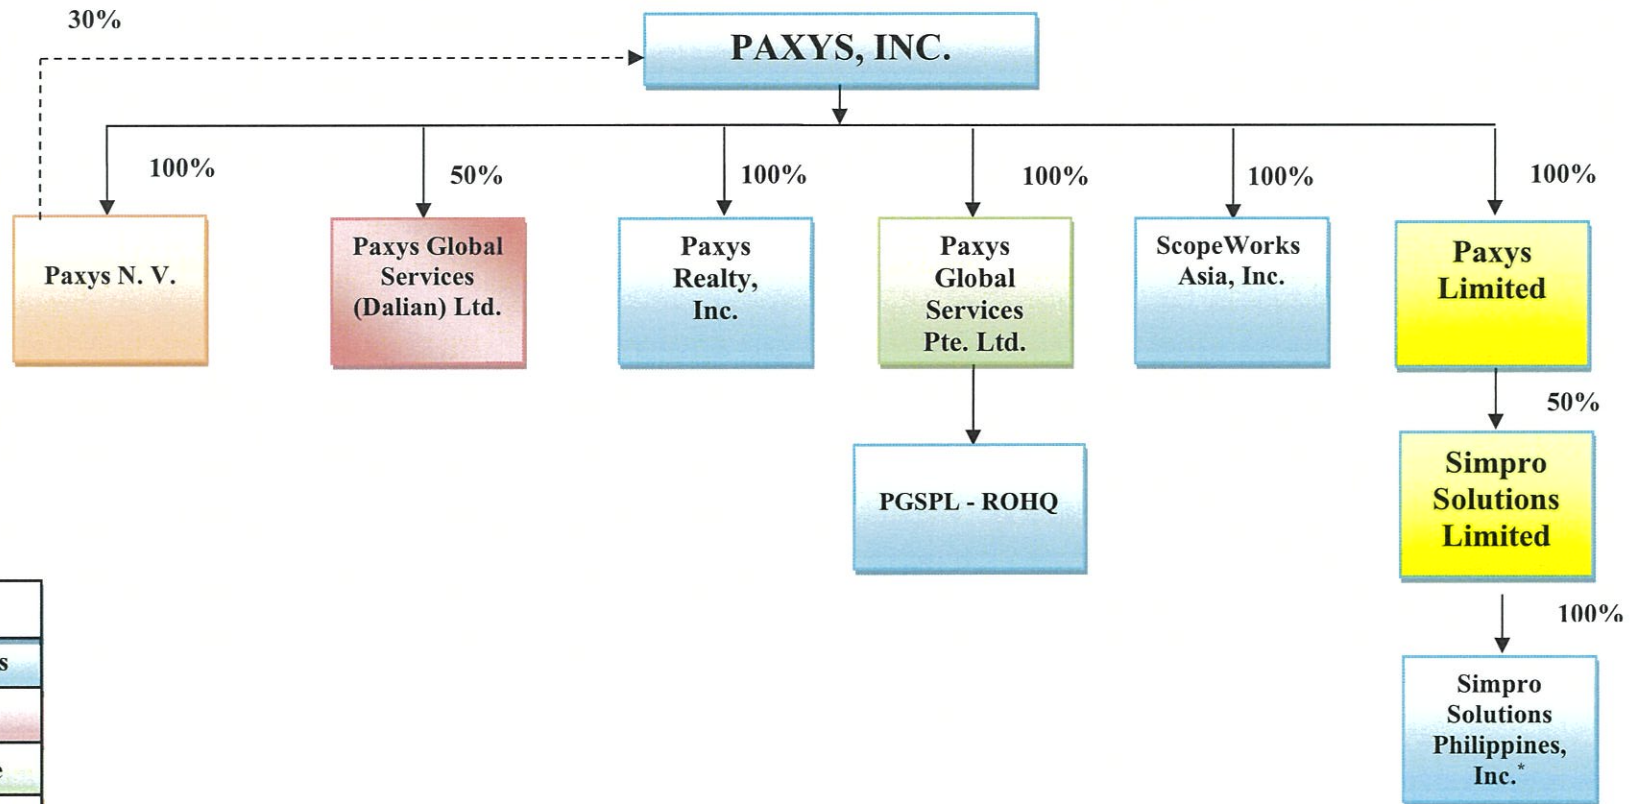 30%
PAXYS, INC.
100%
50%
100%
100%
100%
100%
Paxys N. V.
Paxys Global
Services
(Dalian) Ltd.
Paxys
Realty,
Inc.
Paxys
Global
Services
Pte. Ltd.
ScopeWorks
Asia, Inc.
Paxys
Limited
50%
PGSPL - ROHQ
Simpro
Solutions
Limited
100%
Simpro
Solutions
Philippines,
Inc.*